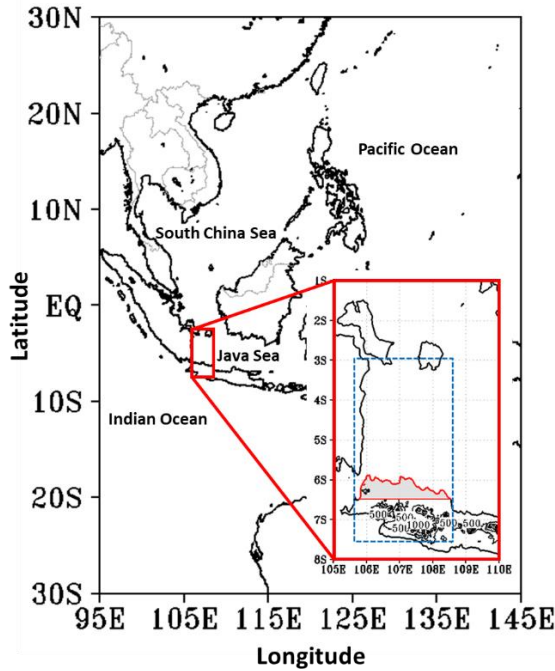 30N
20N
Pacific Ocean
10N
South China Sea
EQ
Latitude
Java Sea
10S
Indian Ocean
20S
30S
95E 105E 115E 125E 135E 145E
Longitude
1S
2S
3S
4S
5S
6S
7S
8S
500 500 500 1000 500 500
105E 106E 107E 108E 109E 110E